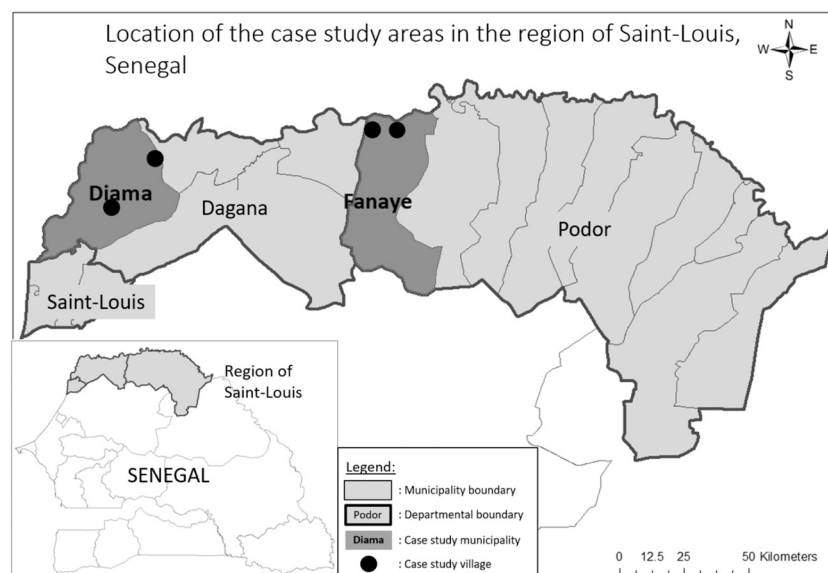 Location of the case study areas in the region of Saint-Louis,
Senegal
N
W E
S
Diama
Dagana
Fanaye
Podor
Saint-Louis
Region of
Saint-Louis
SENEGAL
Legend:
: Municipality boundary
Podor : Departmental boundary
Diama : Case study municipality
: Case study village
0 12.5 25 50 Kilometers